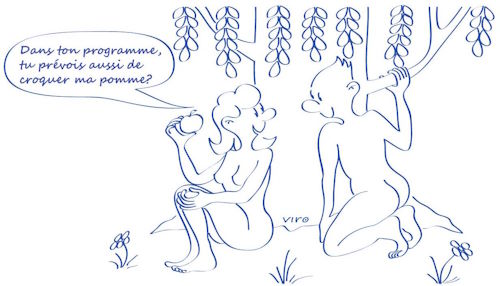 Dans ton programme,
tu prévois aussi de
croquer ma pomme?
viro